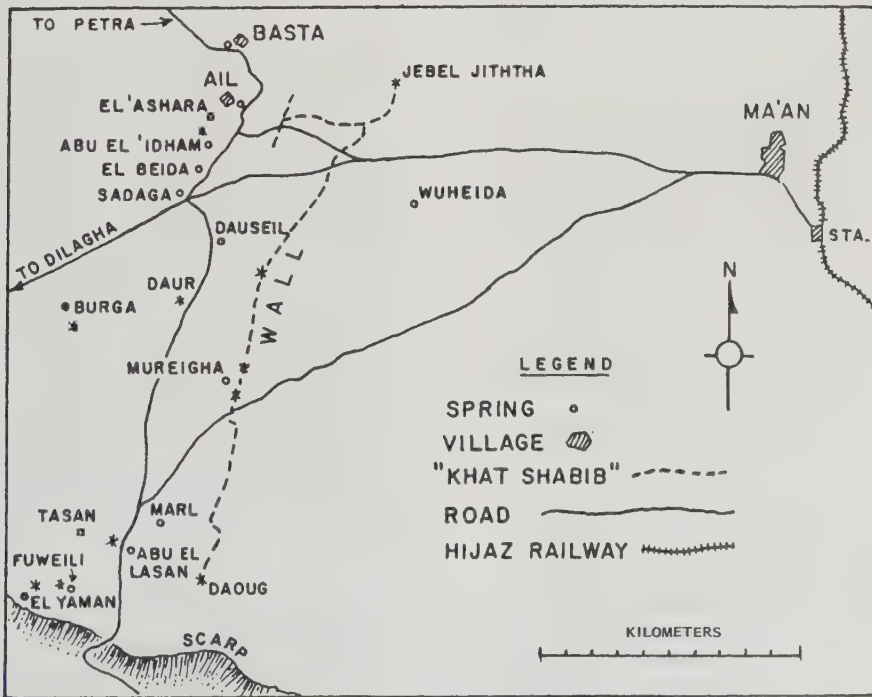 TO PETRA
BASTA
JEBEL JITHTHA
AIL
EL 'ASHARA
MA'AN
ABU EL 'IDHAM
EL BEIDA
SADAGA
WUHEIDA
DAUSEIL
STA.
TO DILAGHA
WALL
N
DAUR
BURGA
LEGEND
MUREIGHA
SPRING
VILLAGE
"KHAT SHABIB"
MARL
ROAD
TASAN
HIJAZ RAILWAY
ABU EL
LASAN
FUWEILI
DAOUG
EL YAMAN
SCARP
KILOMETERS